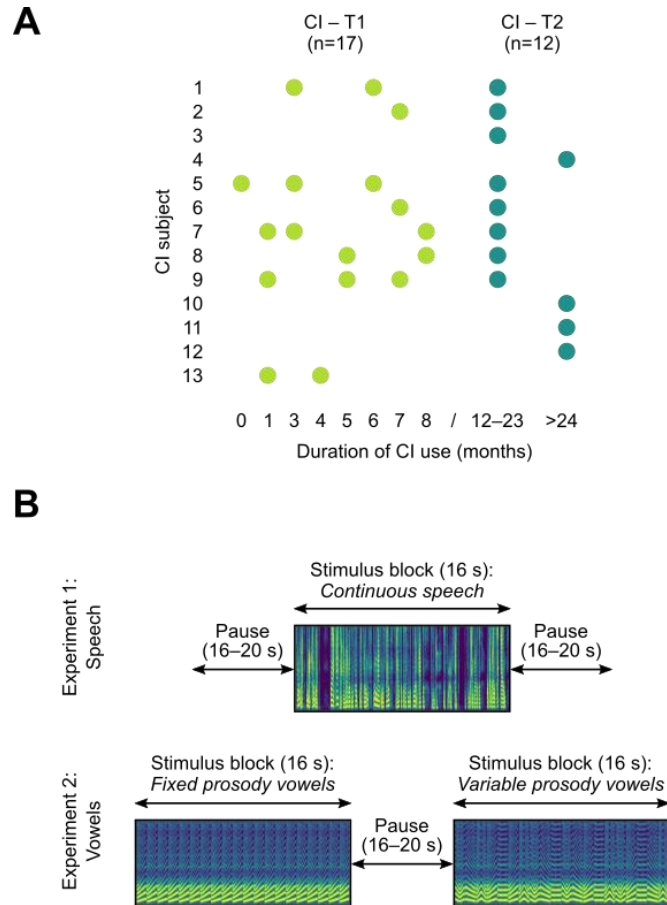 A
CI – T1
(n=17)
CI – T2
(n=12)
CI subject
1
2
3
4
5
6
7
8
9
10
11
12
13
0 1 3 4 5 6 7 8 / 12–23 >24
Duration of CI use (months)
B
Experiment 1:
Speech
Stimulus block (16 s):
Continuous speech
Pause
(16–20 s)
Pause
(16–20 s)
Experiment 2:
Vowels
Stimulus block (16 s):
Fixed prosody vowels
Pause
(16–20 s)
Stimulus block (16 s):
Variable prosody vowels